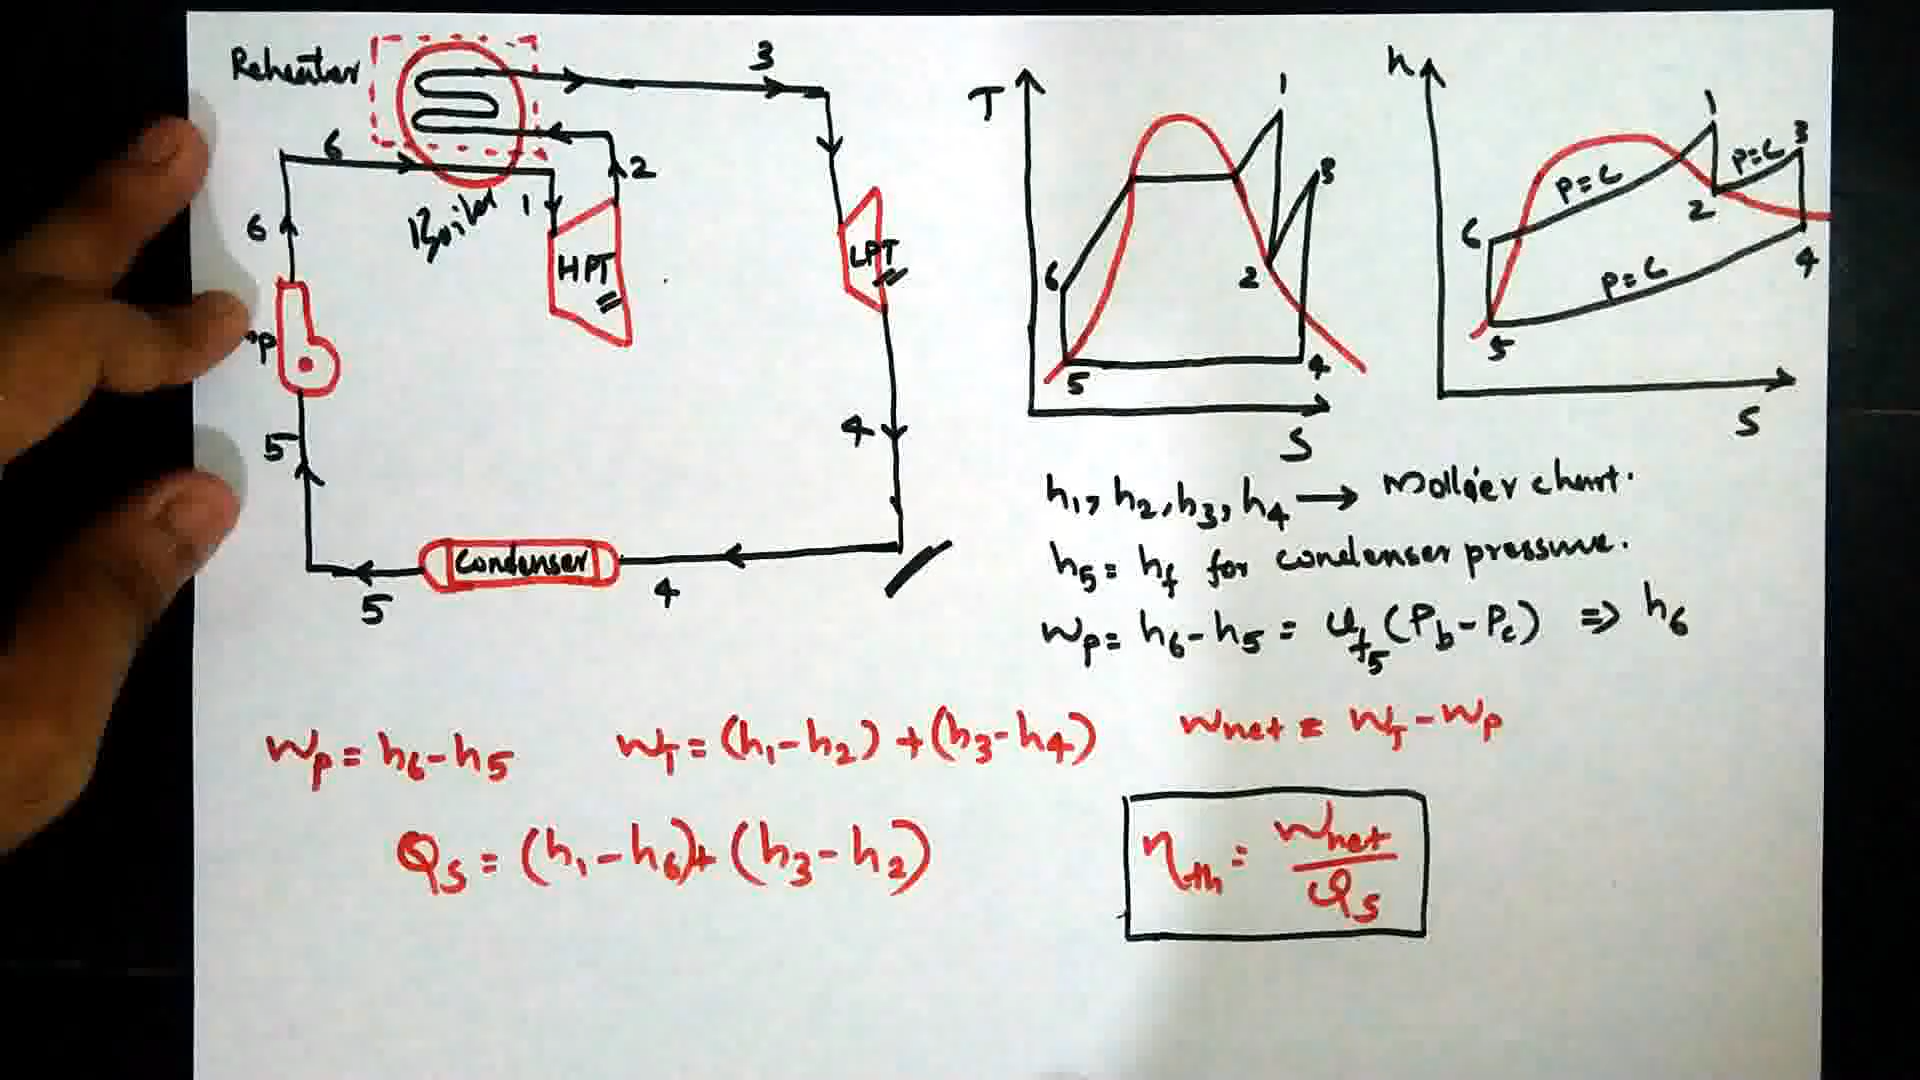 Reheater
3
6
2
Boiler
1
6
HPT
LPT
P
5
4
Condenser
5
4
T
1
3
6
2
5
4
S
h
1
3
P=C
P=C
2
6
4
P=C
5
S
h1, h2, h3, h4 → Mollier chart.
h5 = hf for condenser pressure.
Wp = h6 - h5 = vf5 (Pb - Pc) ⇒ h6
Wp = h6 - h5
WT = (h1 - h2) + (h3 - h4)
Wnet = WT - Wp
Qs = (h1 - h6) + (h3 - h2)
ηth = Wnet / Qs